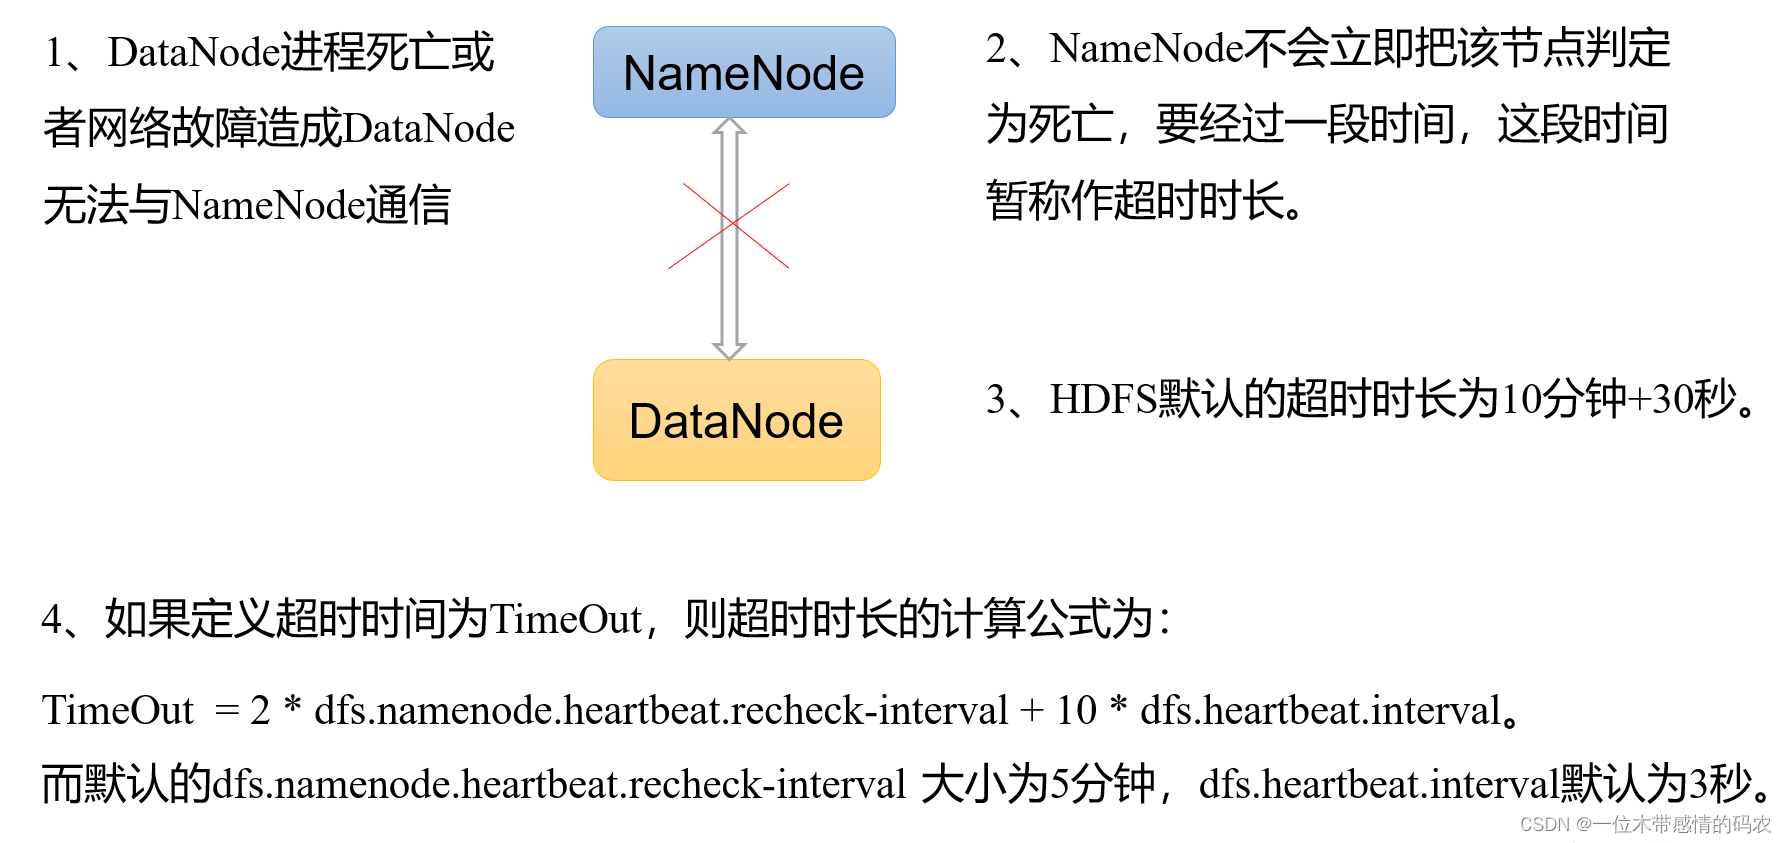 1、DataNode进程死亡或
者网络故障造成DataNode
无法与NameNode通信
NameNode
2、NameNode不会立即把该节点判定
为死亡，要经过一段时间，这段时间
暂称作超时时长。
DataNode
3、HDFS默认的超时时长为10分钟+30秒。
4、如果定义超时时间为TimeOut，则超时时长的计算公式为：
TimeOut = 2 * dfs.namenode.heartbeat.recheck-interval + 10 * dfs.heartbeat.interval。
而默认的dfs.namenode.heartbeat.recheck-interval 大小为5分钟，dfs.heartbeat.interval默认为3秒。
CSDN @一位木带感情的码农